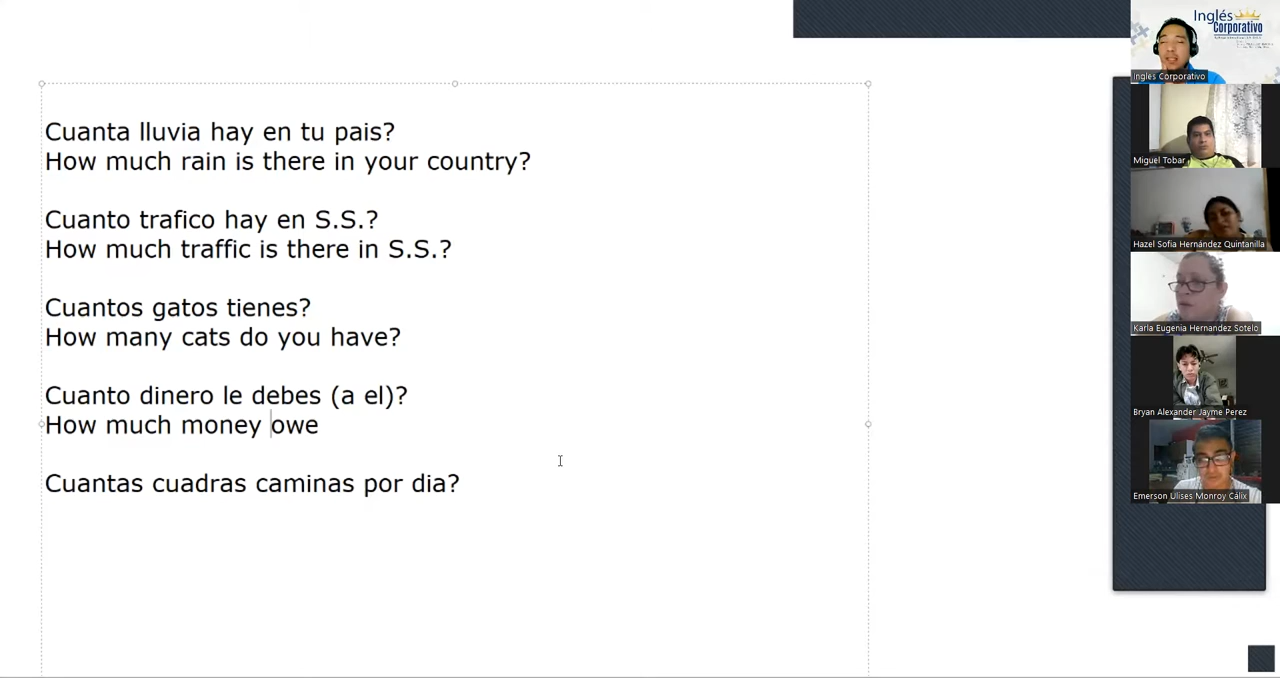 Cuanta lluvia hay en tu pais?
How much rain is there in your country?
Cuanto trafico hay en S.S.?
How much traffic is there in S.S.?
Cuantos gatos tienes?
How many cats do you have?
Cuanto dinero le debes (a el)?
How much money owe
Cuantas cuadras caminas por dia?
Inglés
Corporativo
Ingles Corporativo
Miguel Tobar
Hazel Sofia Hernández Quintanilla
Karla Eugenia Hernandez Sotelo
Bryan Alexander Jayme Perez
Emerson Ulises Monroy Cálix